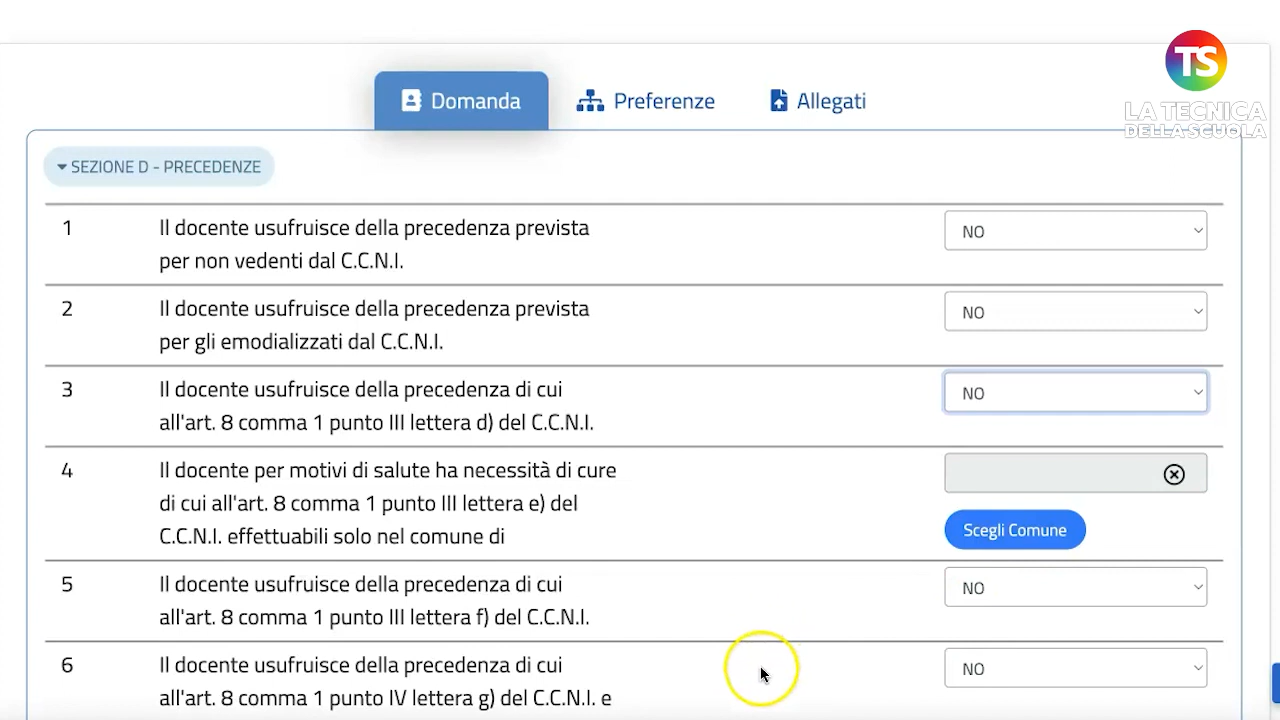 TS
LA TECNICA
DELLA SCUOLA
Domanda
Preferenze
Allegati
SEZIONE D - PRECEDENZE
1
Il docente usufruisce della precedenza prevista
per non vedenti dal C.C.N.I.
NO
2
Il docente usufruisce della precedenza prevista
per gli emodializzati dal C.C.N.I.
NO
3
Il docente usufruisce della precedenza di cui
all'art. 8 comma 1 punto III lettera d) del C.C.N.I.
NO
4
Il docente per motivi di salute ha necessità di cure
di cui all'art. 8 comma 1 punto III lettera e) del
C.C.N.I. effettuabili solo nel comune di
Scegli Comune
5
Il docente usufruisce della precedenza di cui
all'art. 8 comma 1 punto III lettera f) del C.C.N.I.
NO
6
Il docente usufruisce della precedenza di cui
all'art. 8 comma 1 punto IV lettera g) del C.C.N.I. e
NO